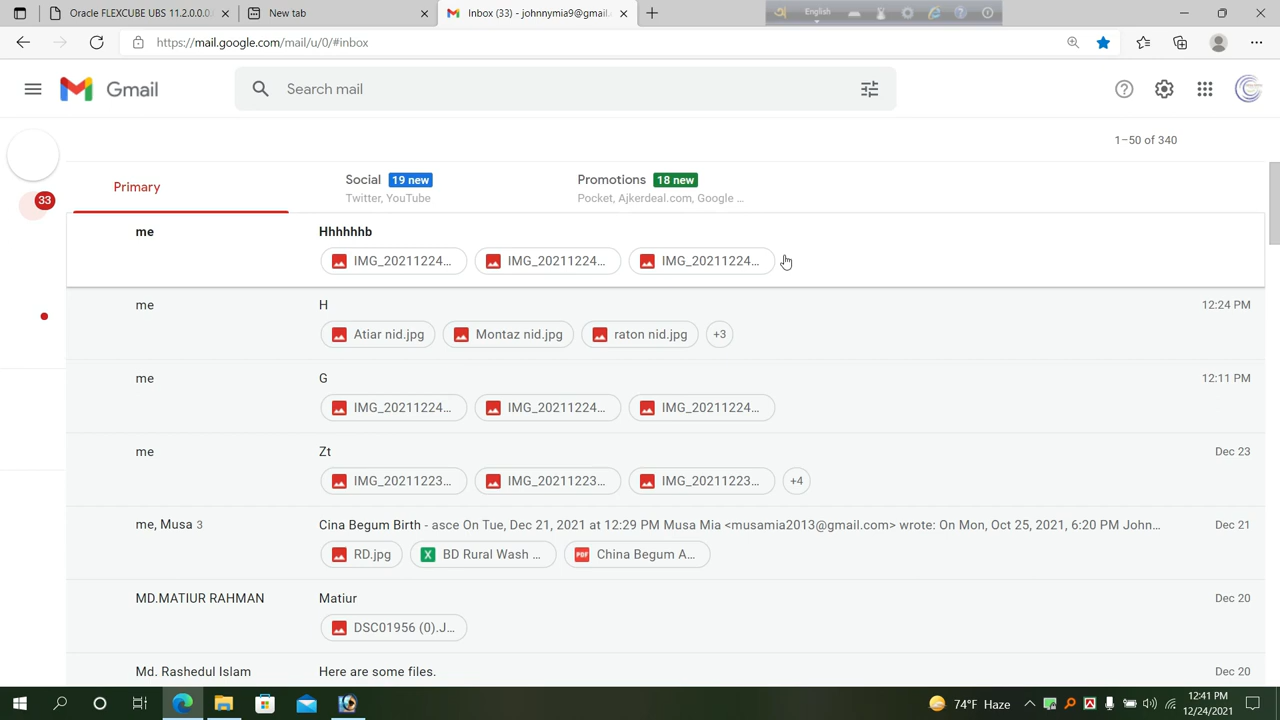 Oracle FLEXCUBE UBS 11.2.0.0.0
New tab
Inbox (33) - johnnymia9@gmail.
English
https://mail.google.com/mail/u/0/#inbox
Gmail
Search mail
1–50 of 340
33
Primary
Social 19 new
Twitter, YouTube
Promotions 18 new
Pocket, Ajkerdeal.com, Google ...
me Hhhhhhb
IMG_20211224... IMG_20211224... IMG_20211224...
me H 12:24 PM
Atiar nid.jpg Montaz nid.jpg raton nid.jpg +3
me G 12:11 PM
IMG_20211224... IMG_20211224... IMG_20211224...
me Zt Dec 23
IMG_20211223... IMG_20211223... IMG_20211223... +4
me, Musa 3 Cina Begum Birth - asce On Tue, Dec 21, 2021 at 12:29 PM Musa Mia <musamia2013@gmail.com> wrote: On Mon, Oct 25, 2021, 6:20 PM John... Dec 21
RD.jpg BD Rural Wash ... PDF China Begum A...
MD.MATIUR RAHMAN Matiur Dec 20
DSC01956 (0).J...
Md. Rashedul Islam Here are some files. Dec 20
74°F Haze
12:41 PM
12/24/2021